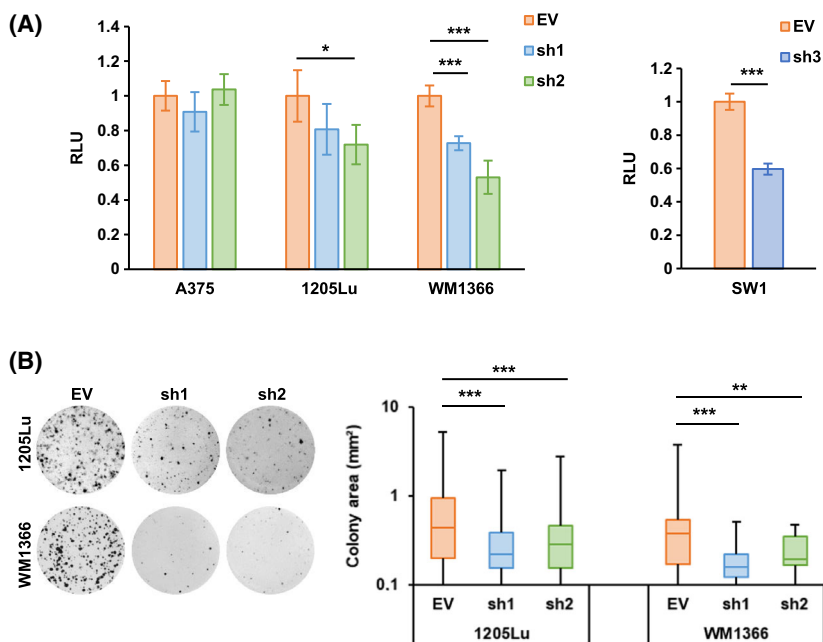 (A)
1.4
1.2
1
0.8
0.6
0.4
0.2
0
RLU
*
***
***
EV
sh1
sh2
A375
1205Lu
WM1366
1.2
1
0.8
0.6
0.4
0.2
0
RLU
***
EV
sh3
SW1
(B)
EV
sh1
sh2
1205Lu
WM1366
10
1
0.1
Colony area (mm²)
***
***
**
***
EV
sh1
sh2
EV
sh1
sh2
1205Lu
WM1366